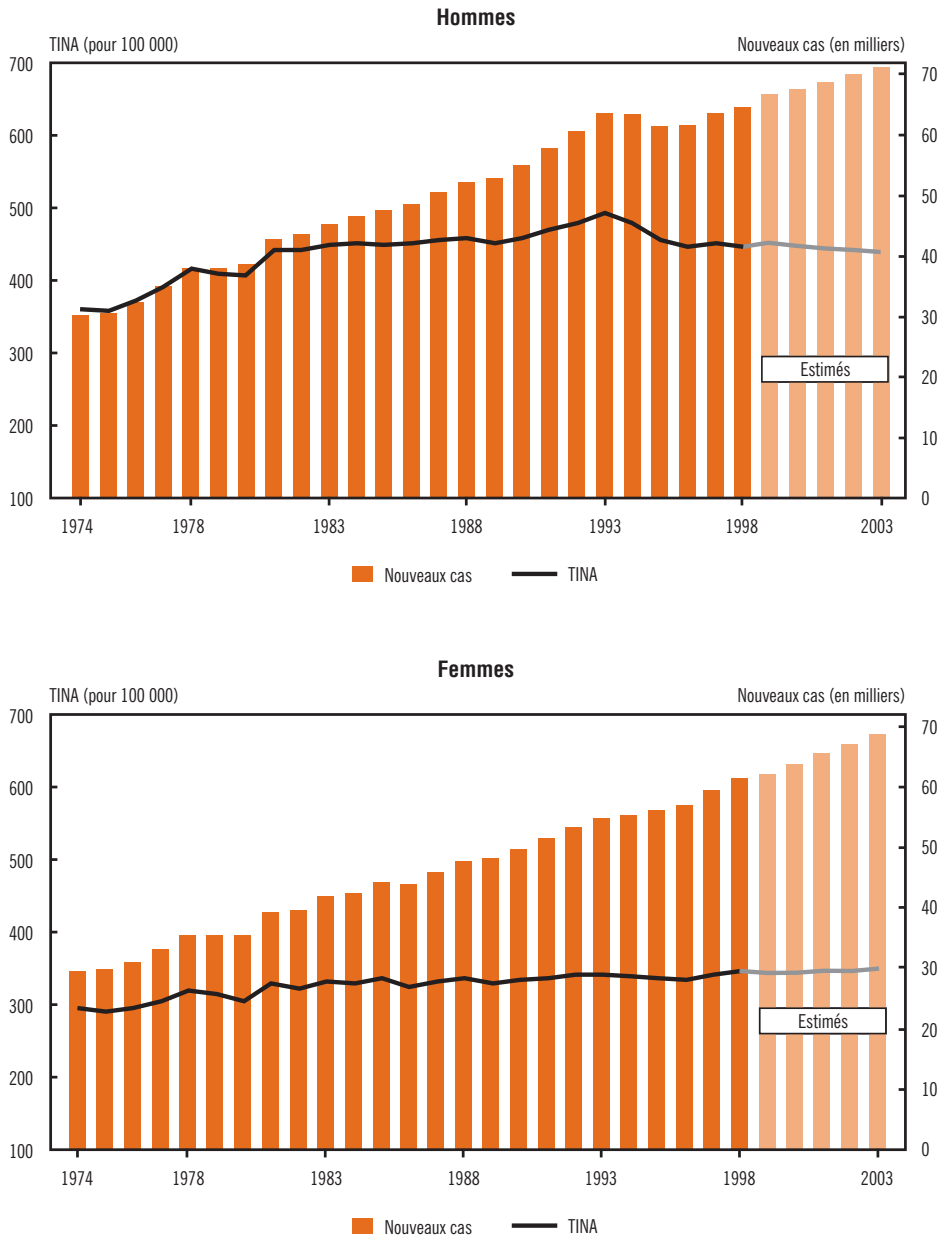 Hommes
TINA (pour 100 000) Nouveaux cas (en milliers)
700 70
600 60
500 50
400 40
300 30
Estimés
200 20
10
100 0
1974 1978 1983 1988 1993 1998 2003
Nouveaux cas TINA
Femmes
TINA (pour 100 000) Nouveaux cas (en milliers)
700 70
600 60
500 50
400 40
300 30
Estimés
200 20
10
100 0
1974 1978 1983 1988 1993 1998 2003
Nouveaux cas TINA